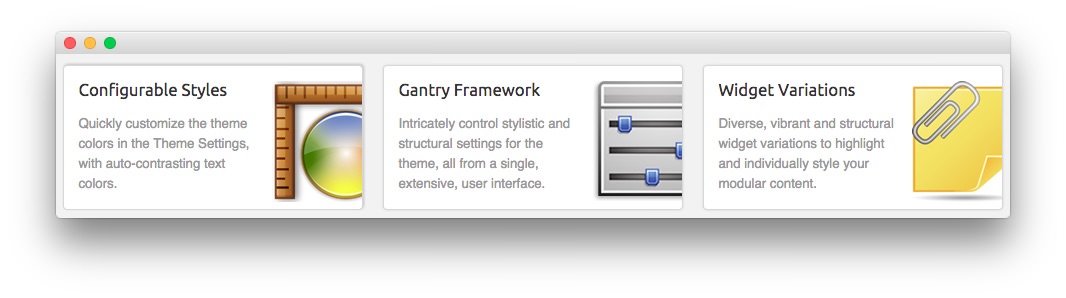 Configurable Styles
Quickly customize the theme
colors in the Theme Settings,
with auto-contrasting text
colors.
Gantry Framework
Intricately control stylistic and
structural settings for the
theme, all from a single,
extensive, user interface.
Widget Variations
Diverse, vibrant and structural
widget variations to highlight
and individually style your
modular content.